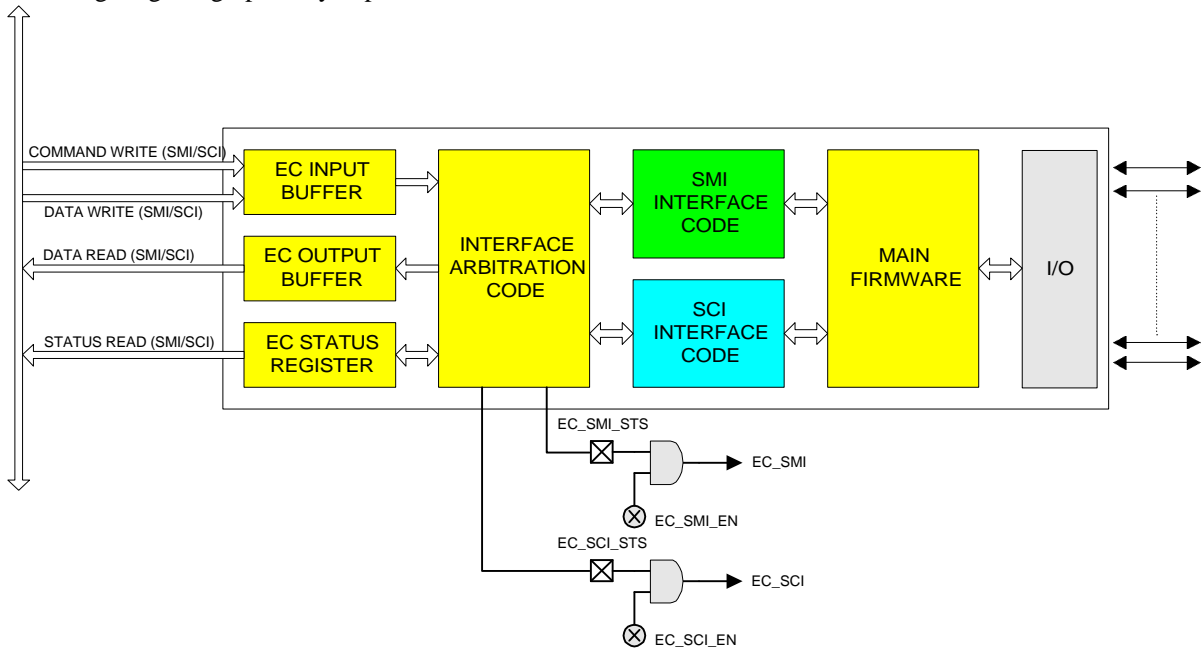 COMMAND WRITE (SMI/SCI)
DATA WRITE (SMI/SCI)
DATA READ (SMI/SCI)
STATUS READ (SMI/SCI)
EC INPUT
BUFFER
EC OUTPUT
BUFFER
EC STATUS
REGISTER
INTERFACE
ARBITRATION
CODE
SMI
INTERFACE
CODE
SCI
INTERFACE
CODE
MAIN
FIRMWARE
I/O
EC_SMI_STS
EC_SMI
EC_SMI_EN
EC_SCI_STS
EC_SCI
EC_SCI_EN